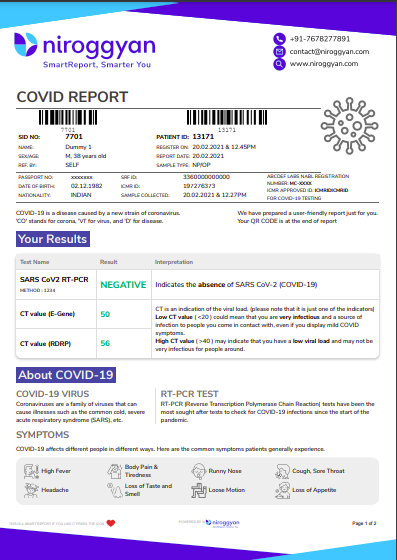 niroggyan
SmartReport, Smarter You
+91-7678277891
contact@niroggyan.com
www.niroggyan.com
COVID REPORT
7701
13171
SID NO: 7701
PATIENT ID: 13171
NAME: Dummy 1
REGISTER ON: 20.02.2021 & 12.45PM
SEX/AGE: M, 38 years old
REPORT DATE: 20.02.2021
REF. BY: SELF
SAMPLE TYPE: NP/OP
PASSPORT NO: xxxxxxx
SRF ID: 3360000000000
DATE OF BIRTH: 02.12.1982
ICMR ID: 197276373
NATIONALITY: INDIAN
SAMPLE COLLECTED: 20.02.2021 & 12.27PM
ABCDEF LABS NABL REGISTRATION
NUMBER: MC-XXXX
ICMR APPROVED ID: ICMRID/CMRID
FOR COVID-19 TESTING
COVID-19 is a disease caused by a new strain of coronavirus.
'CO' stands for corona, 'VI' for virus, and 'D' for disease.
We have prepared a user-friendly report just for you.
Your QR CODE is at the end of report
Your Results
Test Name Result Interpretation
SARS CoV2 RT-PCR
METHOD : 1234
NEGATIVE
Indicates the absence of SARS CoV-2 (COVID-19)
CT value (E-Gene) 50
CT value (RDRP) 56
CT is an indication of the viral load. (please note that it is just one of the indicators)
Low CT value ( <20 ) could mean that you are very infectious and a source of
infection to people you come in contact with, even if you display mild COVID
symptoms.
High CT value ( >40 ) may indicate that you have a low viral load and may not be
very infectious for people around.
About COVID-19
COVID-19 VIRUS
Coronaviruses are a family of viruses that can
cause illnesses such as the common cold, severe
acute respiratory syndrome (SARS), etc.
RT-PCR TEST
RT-PCR (Reverse Transcription Polymerase Chain Reaction) tests have been the
most sought after tests to check for COVID-19 infections since the start of the
pandemic.
SYMPTOMS
COVID-19 affects people in different ways. Here are the common symptoms patients generally experience.
High Fever
Body Pain &
Tiredness
Runny Nose
Cough, Sore Throat
Headache
Loss of Taste and
Smell
Loose Motion
Loss of Appetite
POWERED BY
niroggyan
Page 1 of 2